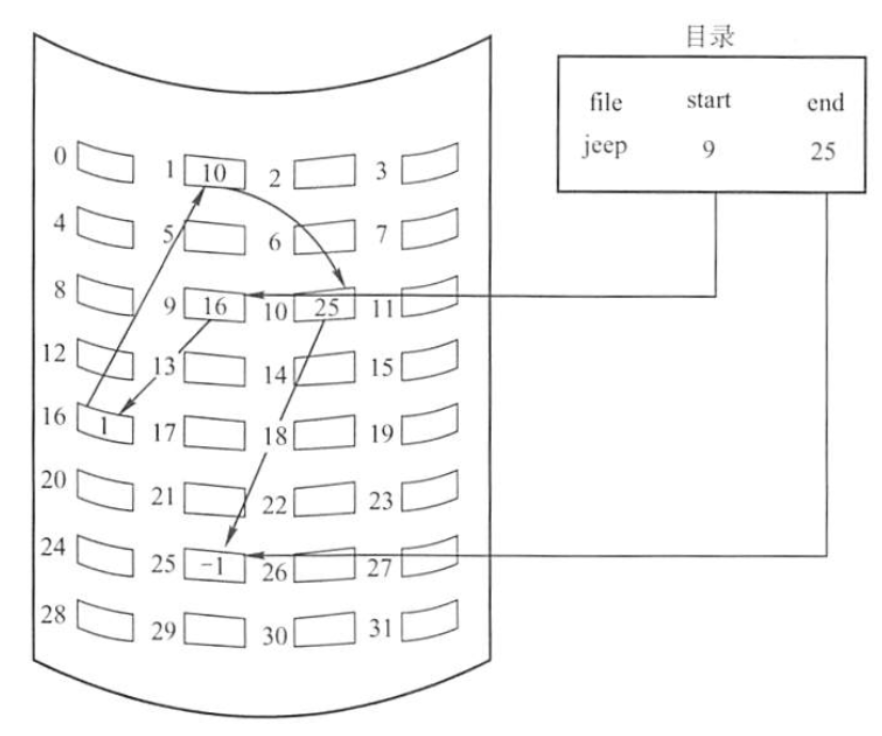 目录
file start end
jeep 9 25
0 1 10 2 3
4 5 6 7
8 9 16 10 25 11
12 13 14 15
16 1 17 18 19
20 21 22 23
24 25 -1 26 27
28 29 30 31